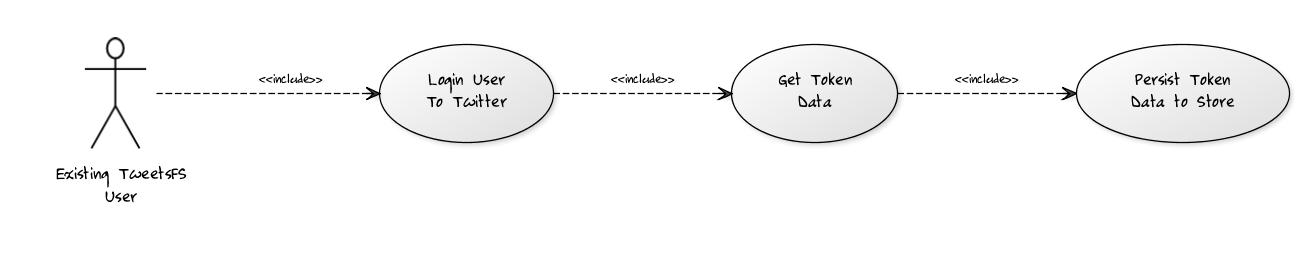 <<include>>
<<include>>
<<include>>
Login User
To Twitter
Get Token
Data
Persist Token
Data to Store
Existing TweetsFS
User